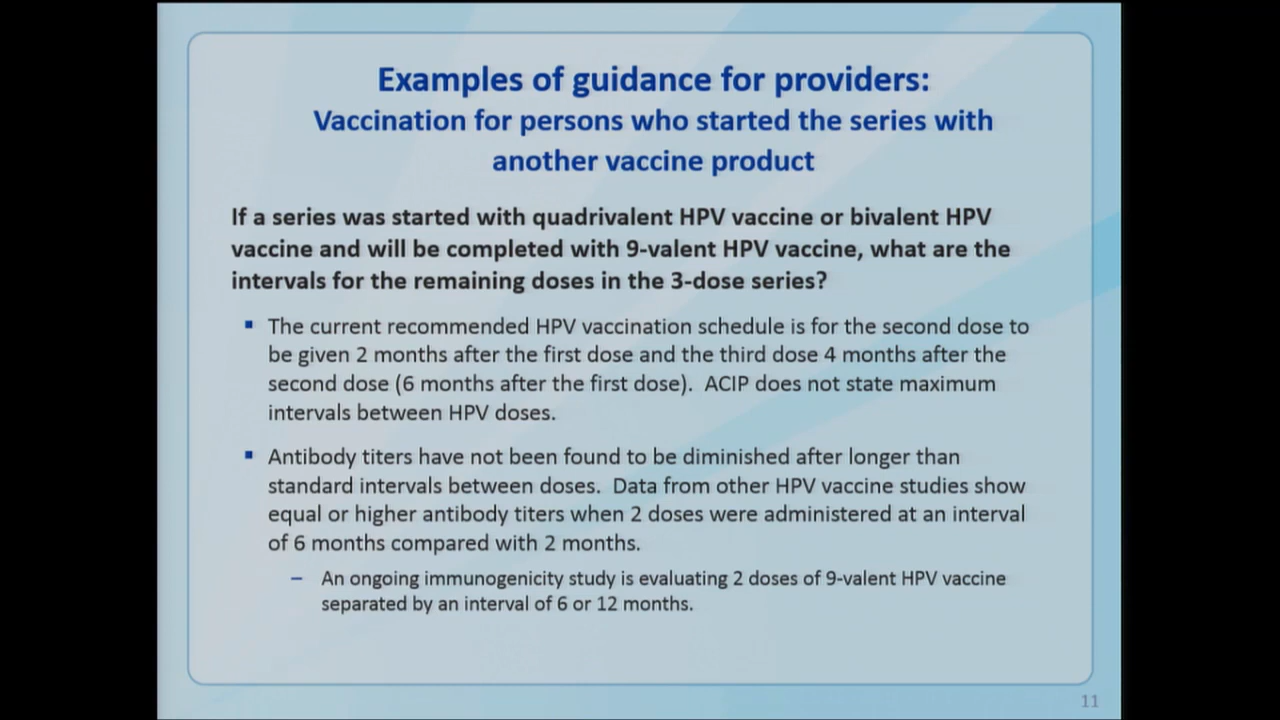 Examples of guidance for providers:
Vaccination for persons who started the series with
another vaccine product
If a series was started with quadrivalent HPV vaccine or bivalent HPV
vaccine and will be completed with 9-valent HPV vaccine, what are the
intervals for the remaining doses in the 3-dose series?
▪ The current recommended HPV vaccination schedule is for the second dose to
be given 2 months after the first dose and the third dose 4 months after the
second dose (6 months after the first dose).  ACIP does not state maximum
intervals between HPV doses.
▪ Antibody titers have not been found to be diminished after longer than
standard intervals between doses.  Data from other HPV vaccine studies show
equal or higher antibody titers when 2 doses were administered at an interval
of 6 months compared with 2 months.
– An ongoing immunogenicity study is evaluating 2 doses of 9-valent HPV vaccine
separated by an interval of 6 or 12 months.
11